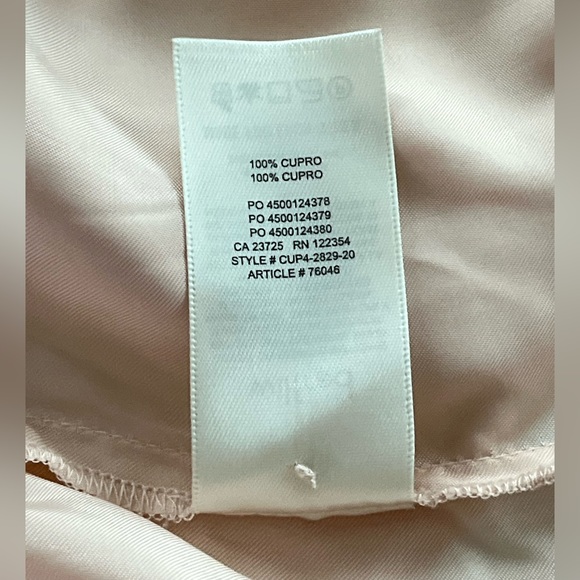 100% CUPRO
100% CUPRO
PO 4500124378
PO 4500124379
PO 4500124380
CA 23725 RN 122354
STYLE # CUP4-2829-20
ARTICLE # 76046